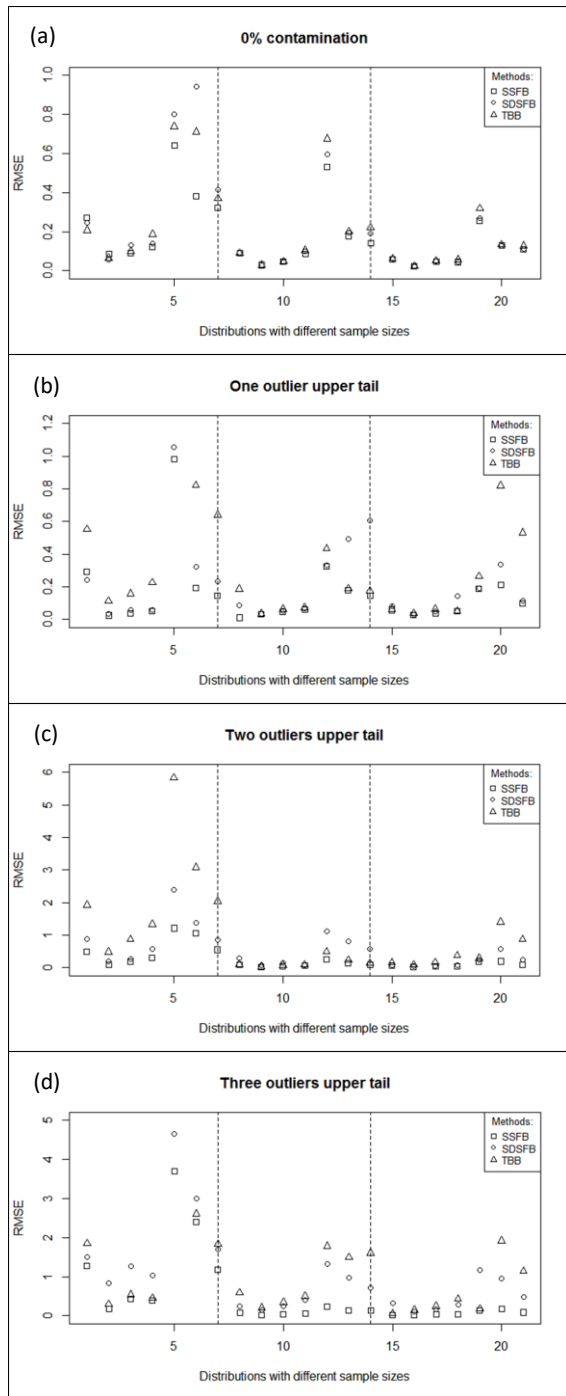 (a)
0% contamination
Methods:
SSFB
SDSFB
TBB
RMSE
1.0
0.8
0.6
0.4
0.2
0.0
5
10
15
20
Distributions with different sample sizes
(b)
One outlier upper tail
Methods:
SSFB
SDSFB
TBB
RMSE
1.2
1.0
0.8
0.6
0.4
0.2
0.0
5
10
15
20
Distributions with different sample sizes
(c)
Two outliers upper tail
Methods:
SSFB
SDSFB
TBB
RMSE
6
5
4
3
2
1
0
5
10
15
20
Distributions with different sample sizes
(d)
Three outliers upper tail
Methods:
SSFB
SDSFB
TBB
RMSE
5
4
3
2
1
0
5
10
15
20
Distributions with different sample sizes